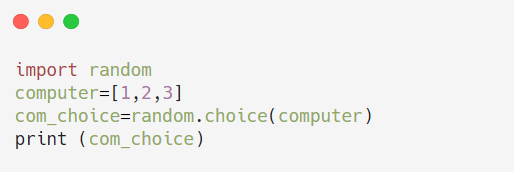 import random
computer=[1,2,3]
com_choice=random.choice(computer)
print (com_choice)